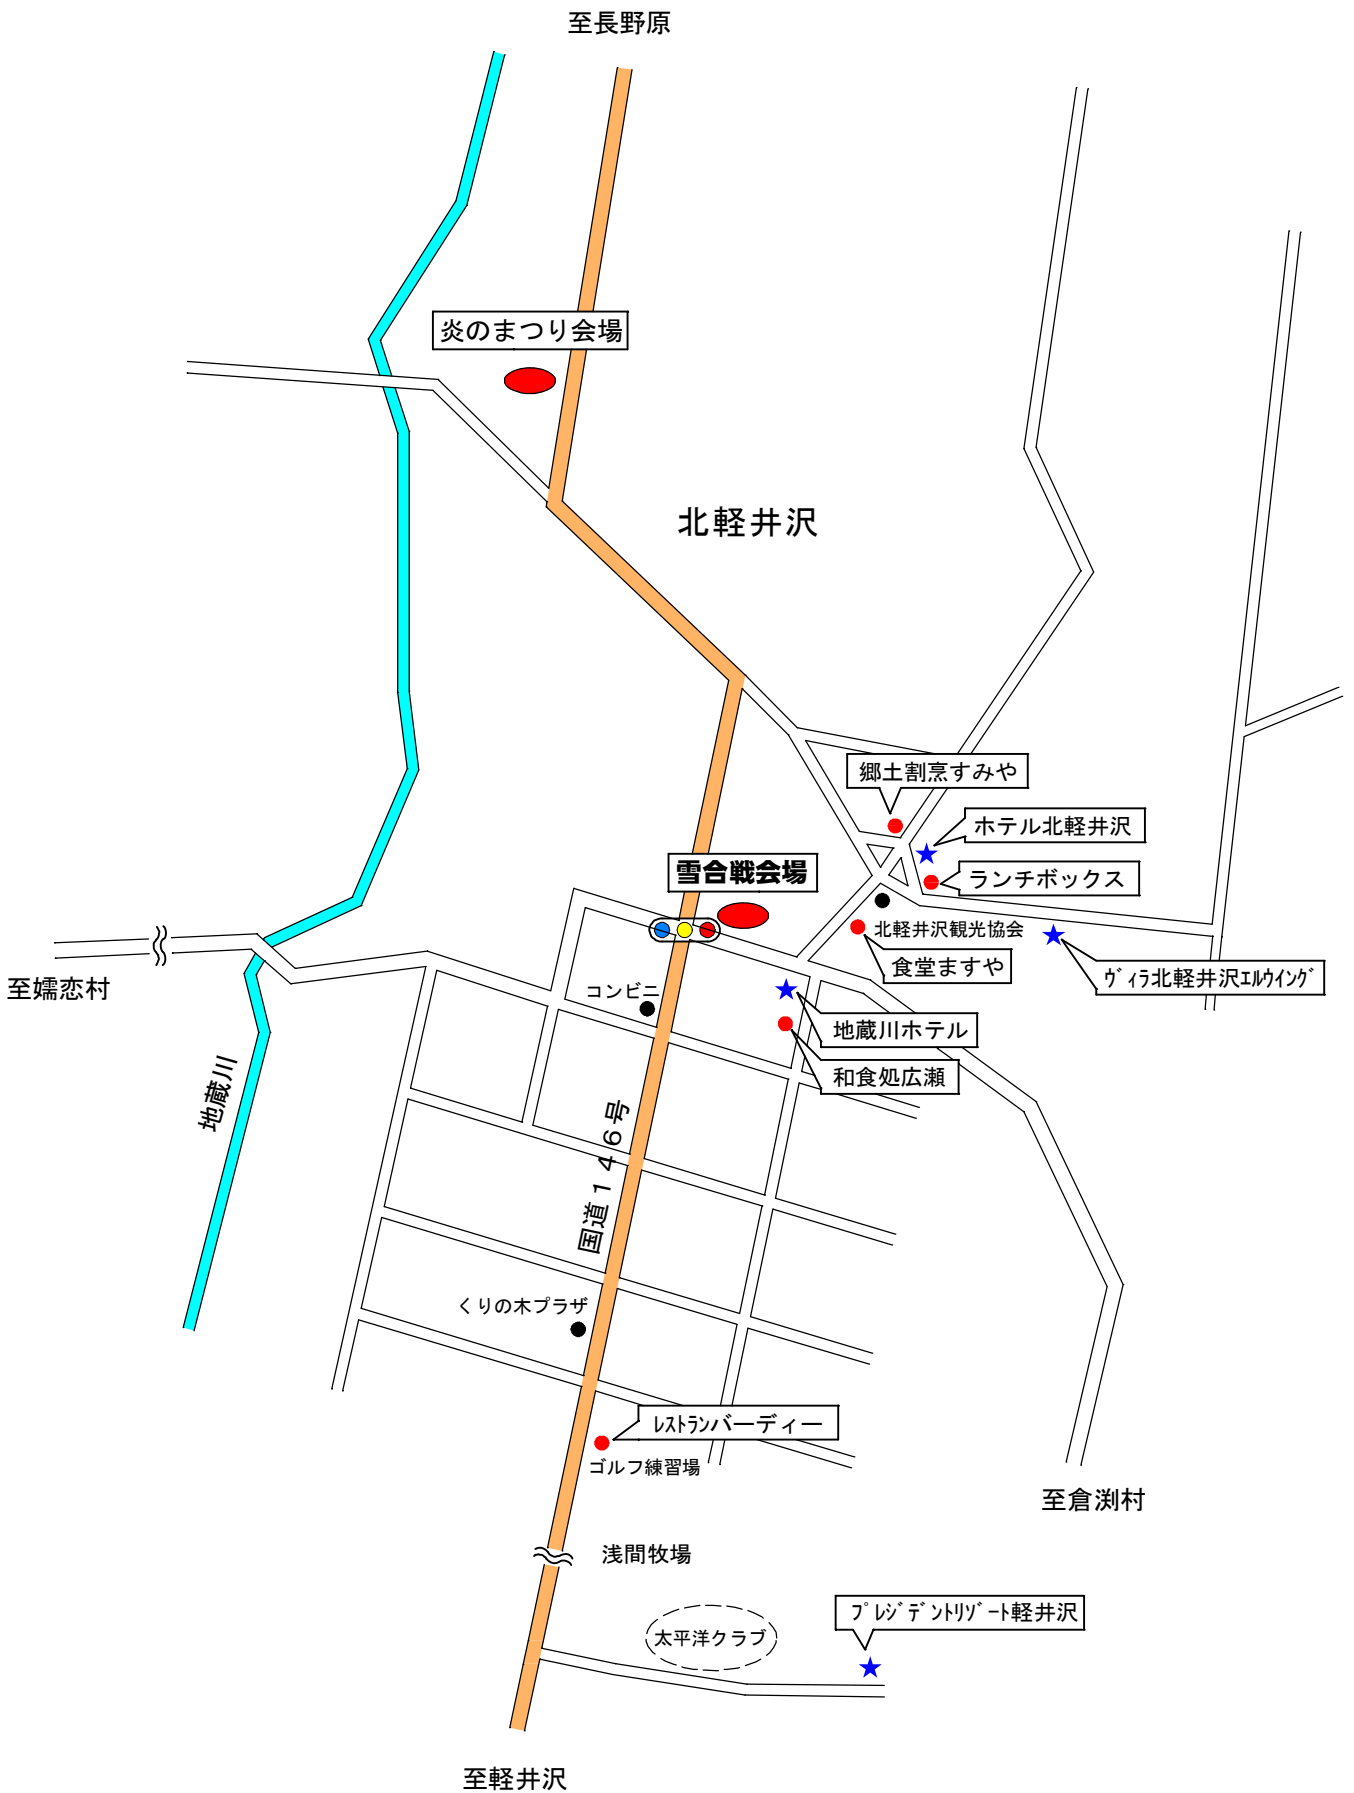 至長野原
炎のまつり会場
北軽井沢
郷土割烹すみや
ホテル北軽井沢
雪合戦会場
ランチボックス
北軽井沢観光協会
食堂ますや
ヴィラ北軽井沢エルウイング
至嬬恋村
コンビニ
地蔵川ホテル
和食処広瀬
地蔵川
国道146号
くりの木プラザ
レストランバーディー
ゴルフ練習場
至倉渕村
浅間牧場
プレジデントリゾート軽井沢
太平洋クラブ
至軽井沢